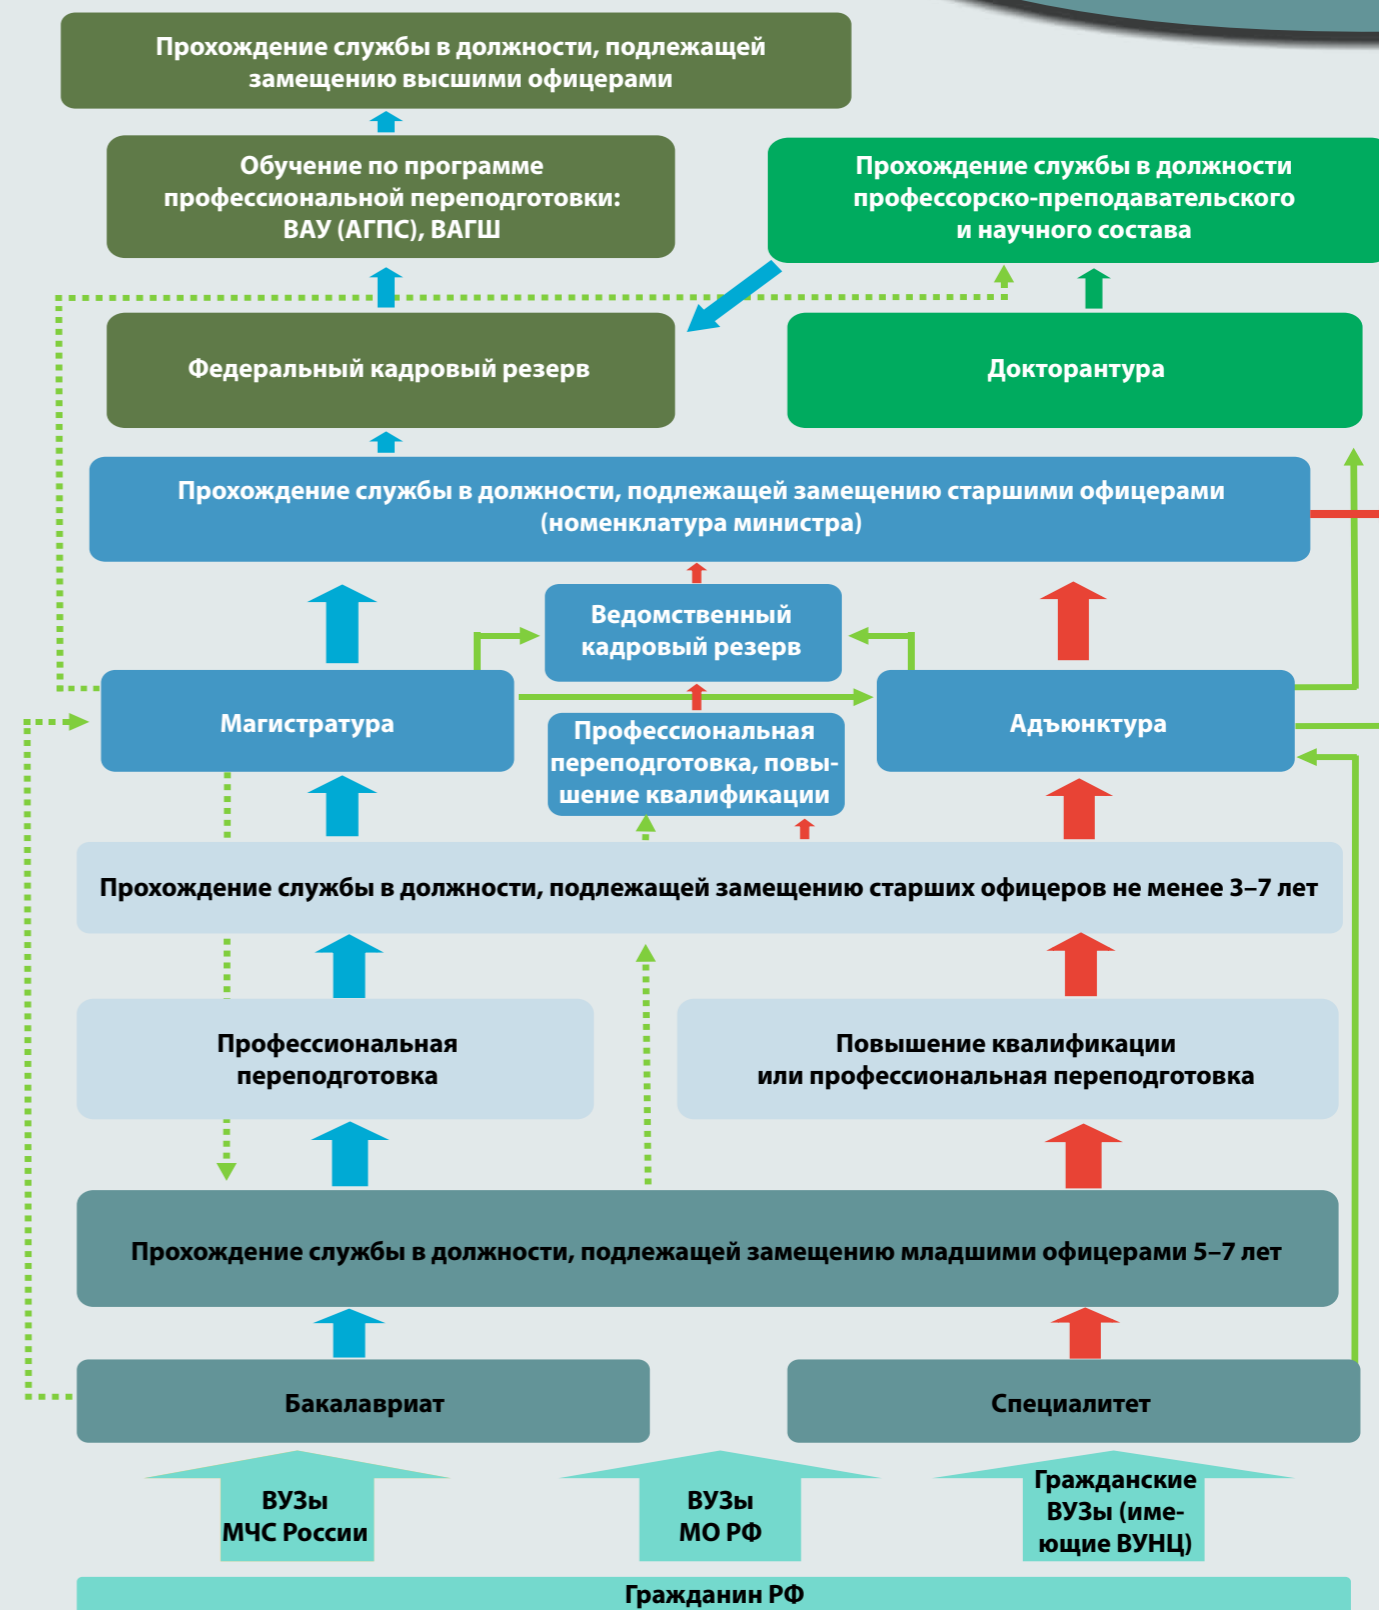 Прохождение службы в должности, подлежащей
замещению высшими офицерами
Обучение по программе
профессиональной переподготовки:
ВАУ (АГПС), ВАГШ
Прохождение службы в должности
профессорско-преподавательского
и научного состава
Федеральный кадровый резерв
Докторантура
Прохождение службы в должности, подлежащей замещению старшими офицерами
(номенклатура министра)
Ведомственный
кадровый резерв
Магистратура
Профессиональная
переподготовка, повы-
шение квалификации
Адъюнктура
Прохождение службы в должности, подлежащей замещению старших офицеров не менее 3–7 лет
Профессиональная
переподготовка
Повышение квалификации
или профессиональная переподготовка
Прохождение службы в должности, подлежащей замещению младшими офицерами 5–7 лет
Бакалавриат
Специалитет
ВУЗы
МЧС России
ВУЗы
МО РФ
Гражданские
ВУЗы (име-
ющие ВУНЦ)
Гражданин РФ